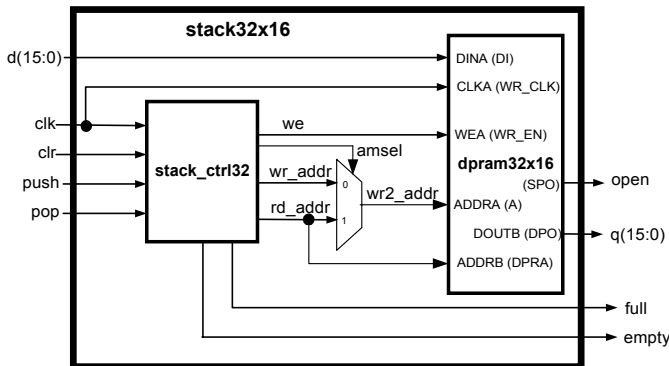 stack32x16
d(15:0)
DINA (DI)
CLKA (WR_CLK)
clk
we
WEA (WR_EN)
amsel
clr
stack_ctrl32
dpram32x16
push
wr_addr
0
(SPO)
open
wr2_addr
ADDRA (A)
pop
rd_addr
1
DOUTB (DPO)
q(15:0)
ADDRB (DPRA)
full
empty